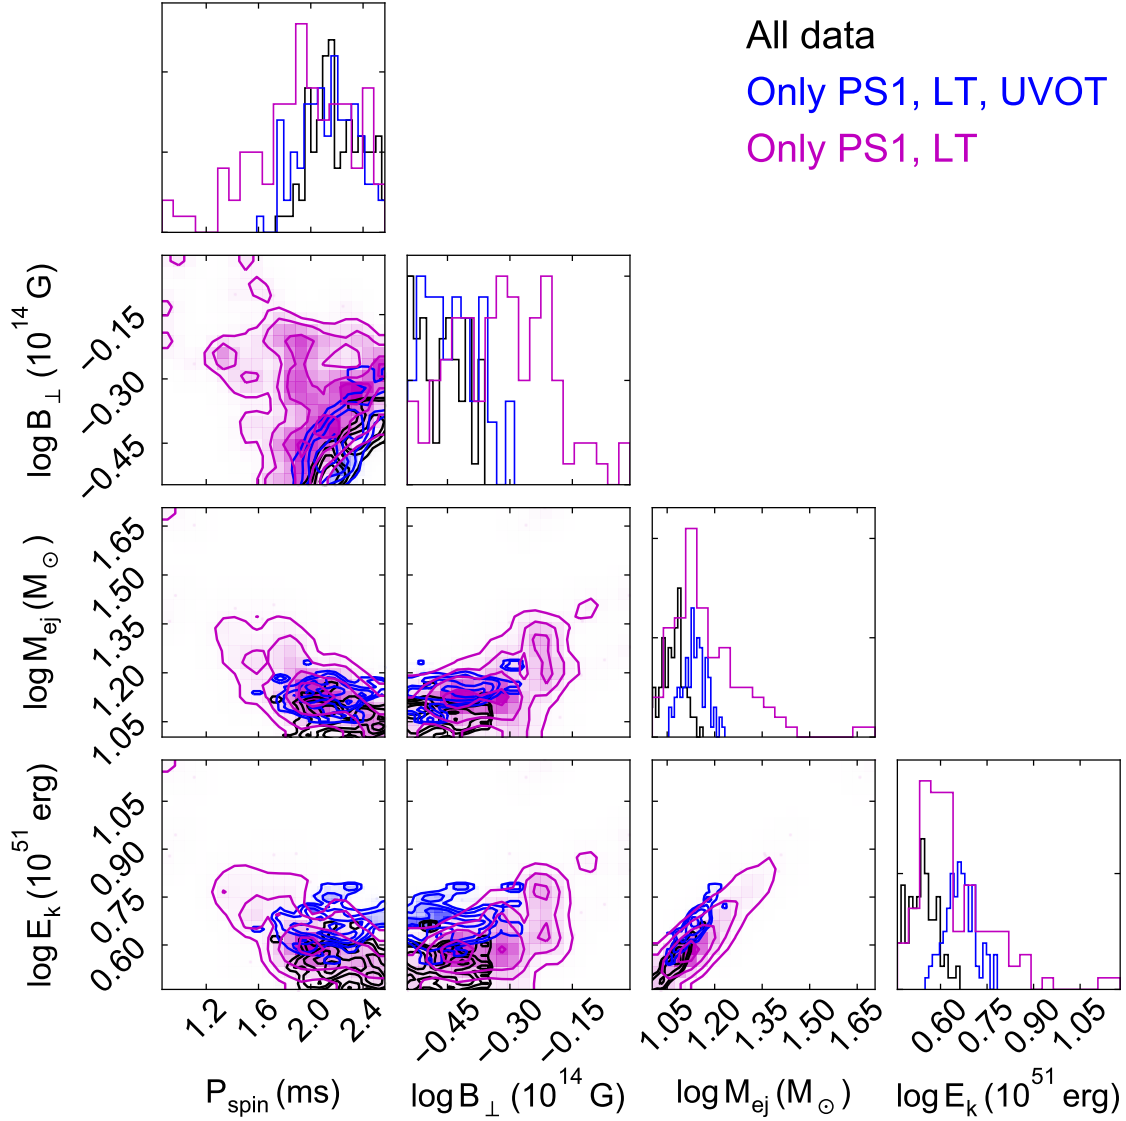 All data
Only PS1, LT, UVOT
Only PS1, LT
log B⊥ (10^14 G)
−0.15
−0.30
−0.45
log Mej (M⊙)
1.65
1.50
1.35
1.20
1.05
log Ek (10^51 erg)
1.05
0.90
0.75
0.60
1.2 1.6 2.0 2.4
−0.45 −0.30 −0.15
1.05 1.20 1.35 1.50 1.65
0.60 0.75 0.90 1.05
Pspin (ms)
log B⊥ (10^14 G)
log Mej (M⊙)
log Ek (10^51 erg)